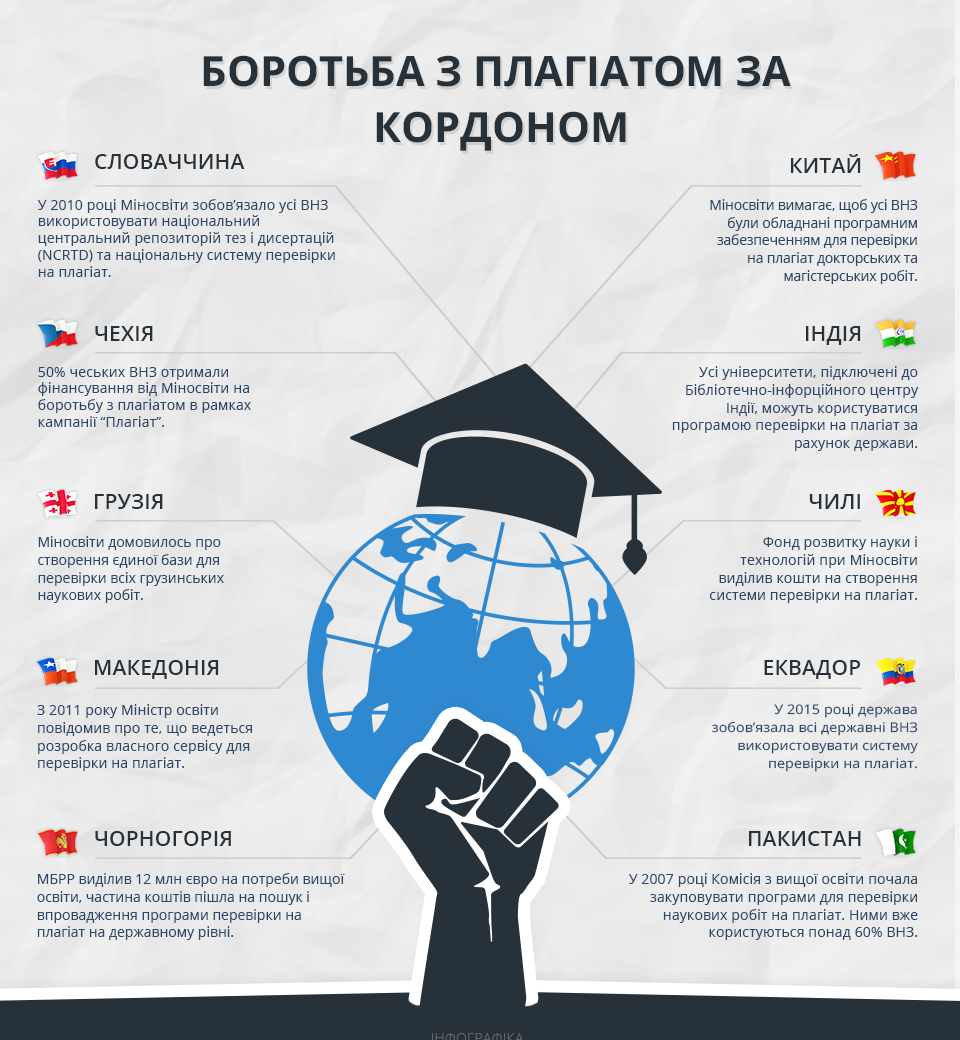 БОРОТЬБА З ПЛАГІАТОМ ЗА
КОРДОНОМ
СЛОВАЧЧИНА
У 2010 році Міносвіти зобов’язало усі ВНЗ
використовувати національний
центральний репозиторій тез і дисертацій
(NCRTD) та національну систему перевірки
на плагіат.
ЧЕХІЯ
50% чеських ВНЗ отримали
фінансування від Міносвіти на
боротьбу з плагіатом в рамках
кампанії “Плагіат”.
ГРУЗІЯ
Міносвіти домовилось про
створення єдиної бази для
перевірки всіх грузинських
наукових робіт.
МАКЕДОНІЯ
З 2011 року Міністр освіти
повідомив про те, що ведеться
розробка власного сервісу для
перевірки на плагіат.
ЧОРНОГОРІЯ
МБРР виділив 12 млн євро на потреби вищої
освіти, частина коштів пішла на пошук і
впровадження програми перевірки на
плагіат на державному рівні.
КИТАЙ
Міносвіти вимагає, щоб усі ВНЗ
були обладнані програмним
забезпеченням для перевірки
на плагіат докторських та
магістерських робіт.
ІНДІЯ
Усі університети, підключені до
Бібліотечно-інфорційного центру
Індії, можуть користуватися
програмою перевірки на плагіат за
рахунок держави.
ЧИЛІ
Фонд розвитку науки і
технологій при Міносвіти
виділив кошти на створення
системи перевірки на плагіат.
ЕКВАДОР
У 2015 році держава
зобов’язала всі державні ВНЗ
використовувати систему
перевірки на плагіат.
ПАКИСТАН
У 2007 році Комісія з вищої освіти почала
закуповувати програми для перевірки
наукових робіт на плагіат. Ними вже
користуються понад 60% ВНЗ.
ІНФОГРАФІКА